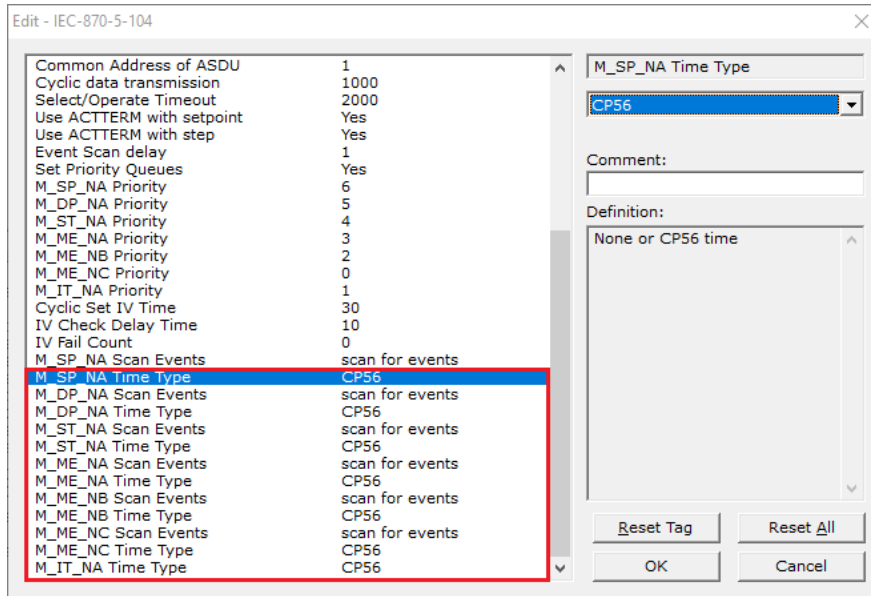 Edit - IEC-870-5-104
Common Address of ASDU 1
Cyclic data transmission 1000
Select/Operate Timeout 2000
Use ACTTERM with setpoint Yes
Use ACTTERM with step Yes
Event Scan delay 1
Set Priority Queues Yes
M_SP_NA Priority 6
M_DP_NA Priority 5
M_ST_NA Priority 4
M_ME_NA Priority 3
M_ME_NB Priority 2
M_ME_NC Priority 0
M_IT_NA Priority 1
Cyclic Set IV Time 30
IV Check Delay Time 10
IV Fail Count 0
M_SP_NA Scan Events scan for events
M_SP_NA Time Type CP56
M_DP_NA Scan Events scan for events
M_DP_NA Time Type CP56
M_ST_NA Scan Events scan for events
M_ST_NA Time Type CP56
M_ME_NA Scan Events scan for events
M_ME_NA Time Type CP56
M_ME_NB Scan Events scan for events
M_ME_NB Time Type CP56
M_ME_NC Scan Events scan for events
M_ME_NC Time Type CP56
M_IT_NA Time Type CP56
M_SP_NA Time Type
CP56
Comment:
Definition:
None or CP56 time
Reset Tag Reset All
OK Cancel